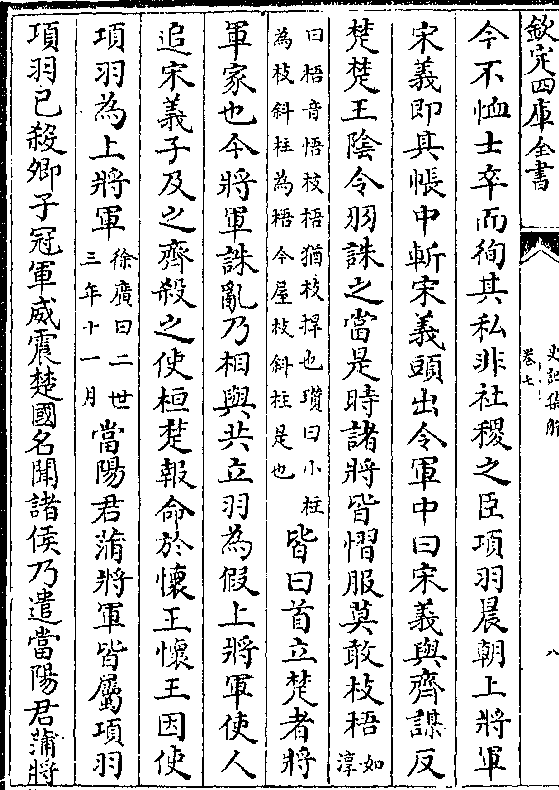 欽定四庫全書
史記集解
卷七
八
今不恤士卒而徇其私非社稷之臣項羽晨朝上將軍
宋義即其帳中斬宋義頭出令軍中曰宋義與齊謀反
楚楚王陰令羽誅之當是時諸將皆慴服莫敢枝梧如淳
曰梧音悟枝梧猶枝捍也瓚曰小柱
為枝斜柱為梧今屋枝斜柱是也
皆曰首立楚者將
軍家也今將軍誅亂乃相與共立羽為假上將軍使人
追宋義子及之齊殺之使桓楚報命於懷王懷王因使
項羽為上將軍
徐廣曰二世
三年十一月
當陽君蒲將軍皆屬項羽
項羽已殺卿子冠軍威震楚國名聞諸侯乃遣當陽君蒲將